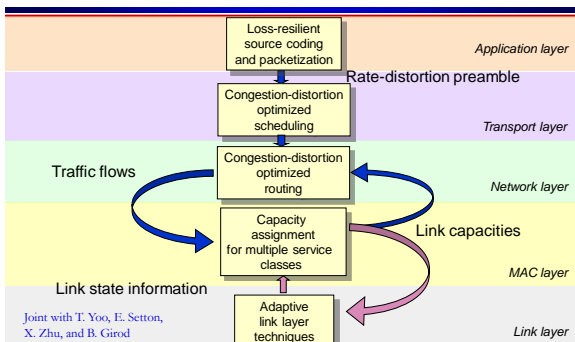 Loss-resilient
source coding
and packetization
Application layer
Rate-distortion preamble
Congestion-distortion
optimized
scheduling
Transport layer
Congestion-distortion
optimized
routing
Traffic flows
Network layer
Capacity
assignment
for multiple service
classes
Link capacities
MAC layer
Link state information
Adaptive
link layer
techniques
Joint with T. Yoo, E. Setton,
X. Zhu, and B. Girod
Link layer